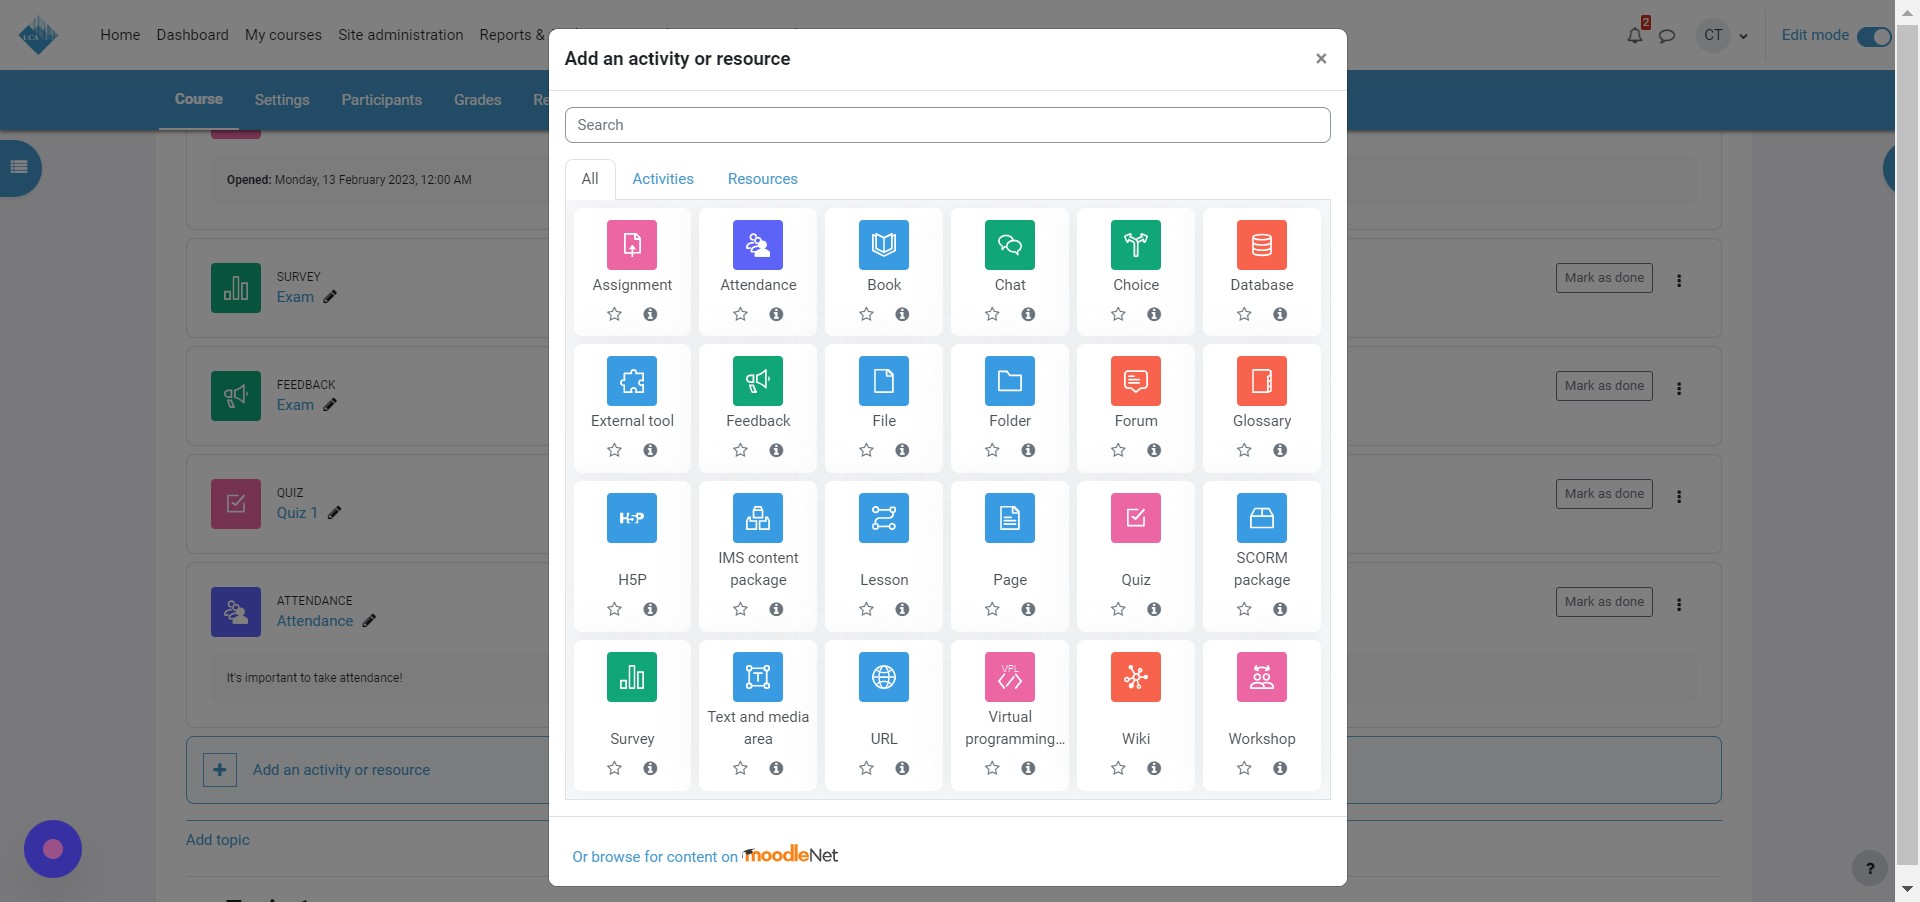 UCA
Home Dashboard My courses Site administration Reports &
2
CT
Edit mode
Course Settings Participants Grades Re
Opened: Monday, 13 February 2023, 12:00 AM
SURVEY
Exam
Mark as done
FEEDBACK
Exam
Mark as done
QUIZ
Quiz 1
Mark as done
ATTENDANCE
Attendance
Mark as done
It's important to take attendance!
Add an activity or resource
Add topic
Add an activity or resource
×
Search
All Activities Resources
Assignment Attendance Book Chat Choice Database
External tool Feedback File Folder Forum Glossary
H5P
H5P
IMS content
package
Lesson
Page
Quiz
SCORM
package
Survey
T
Text and media
area
URL
VPL
Virtual
programming...
Wiki
Workshop
Or browse for content on moodleNet
?